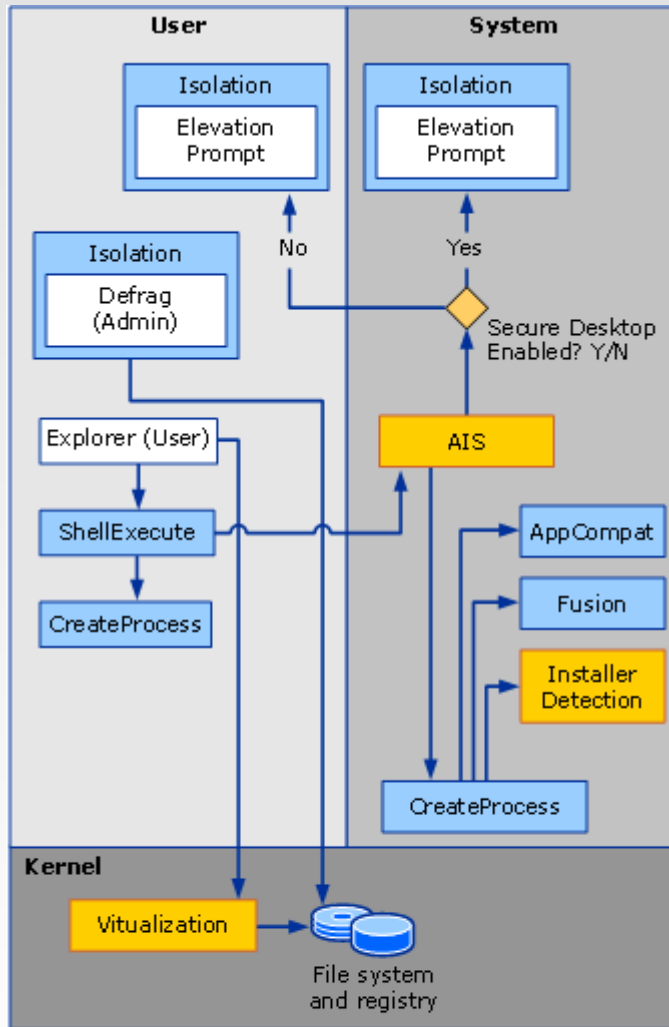 User
System
Isolation
Elevation
Prompt
Isolation
Elevation
Prompt
No
Yes
Isolation
Defrag
(Admin)
Secure Desktop
Enabled? Y/N
Explorer (User)
AIS
ShellExecute
AppCompat
CreateProcess
Fusion
Installer
Detection
CreateProcess
Kernel
Vitualization
File system
and registry